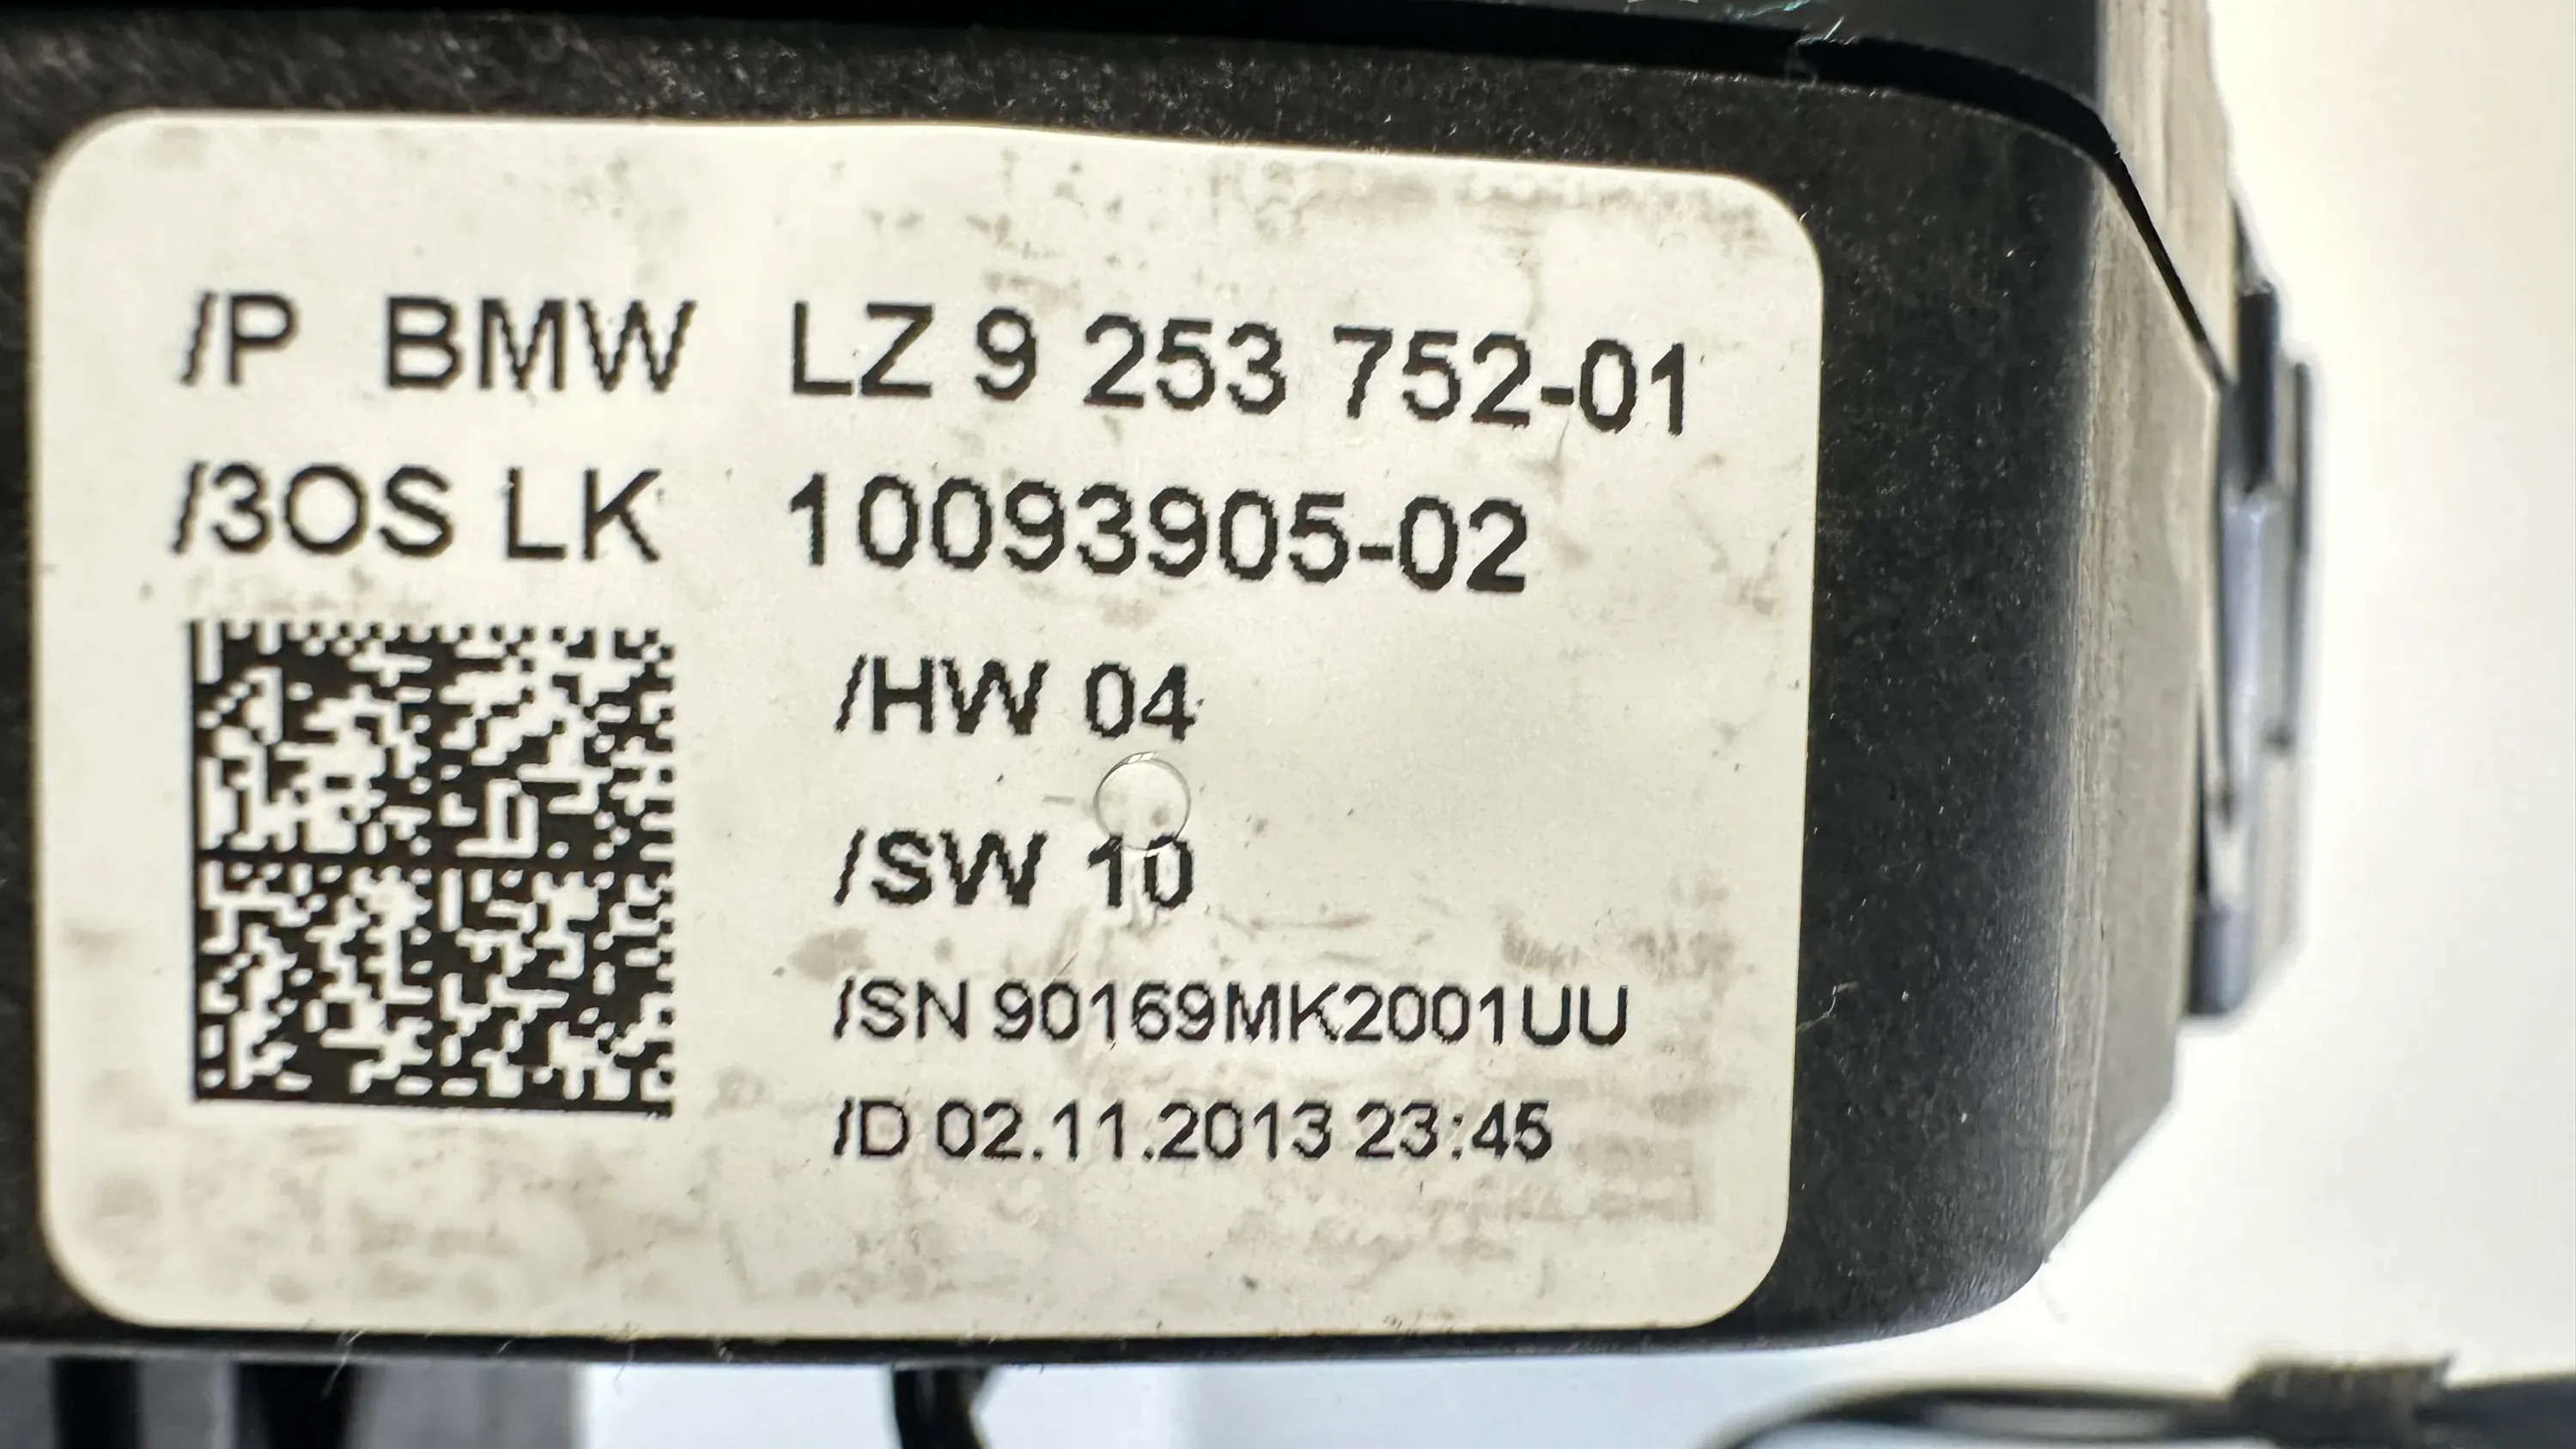 /P BMW LZ 9 253 752-01
/3OS LK 10093905-02
/HW 04
/SW 10
/SN 90169MK2001UU
/D 02.11.2013 23:45